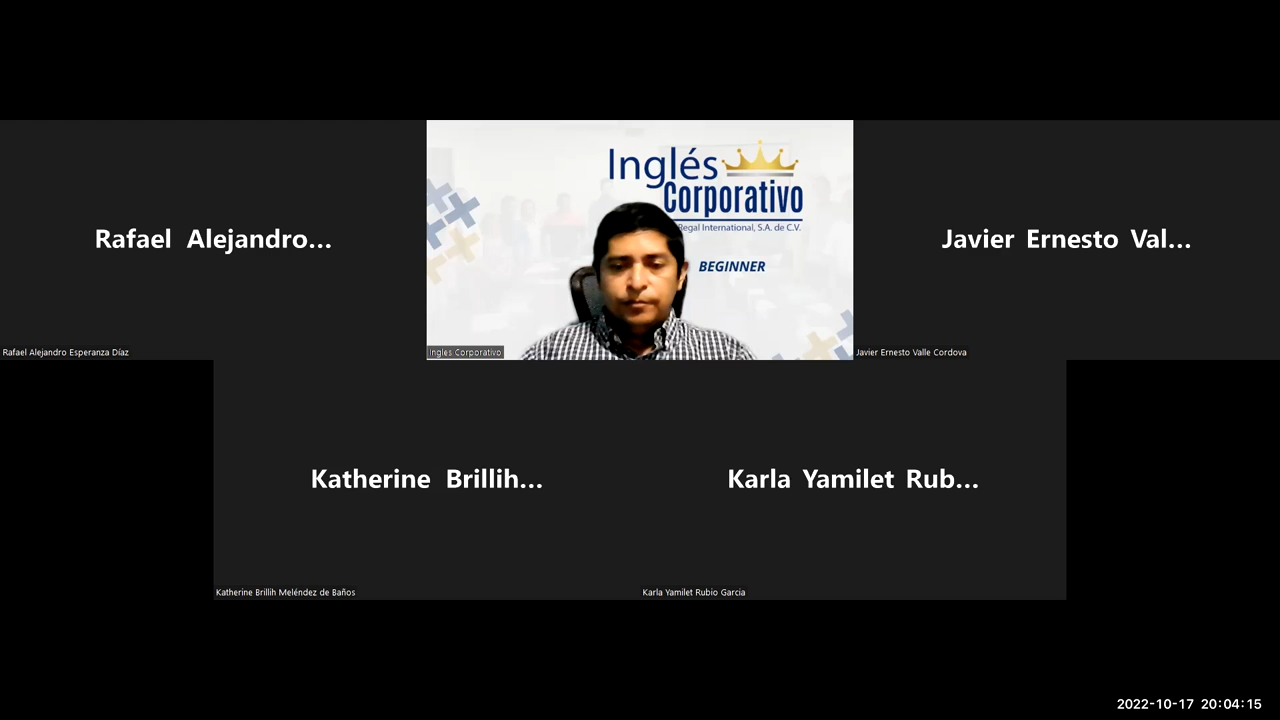 Rafael Alejandro...
Rafael Alejandro Esperanza Díaz
Inglés
Corporativo
Regal International, S.A. de C.V.
BEGINNER
Ingles Corporativo
Javier Ernesto Val...
Javier Ernesto Valle Cordova
Katherine Brillih...
Katherine Brillih Meléndez de Baños
Karla Yamilet Rub...
Karla Yamilet Rubio Garcia
2022-10-17 20:04:15